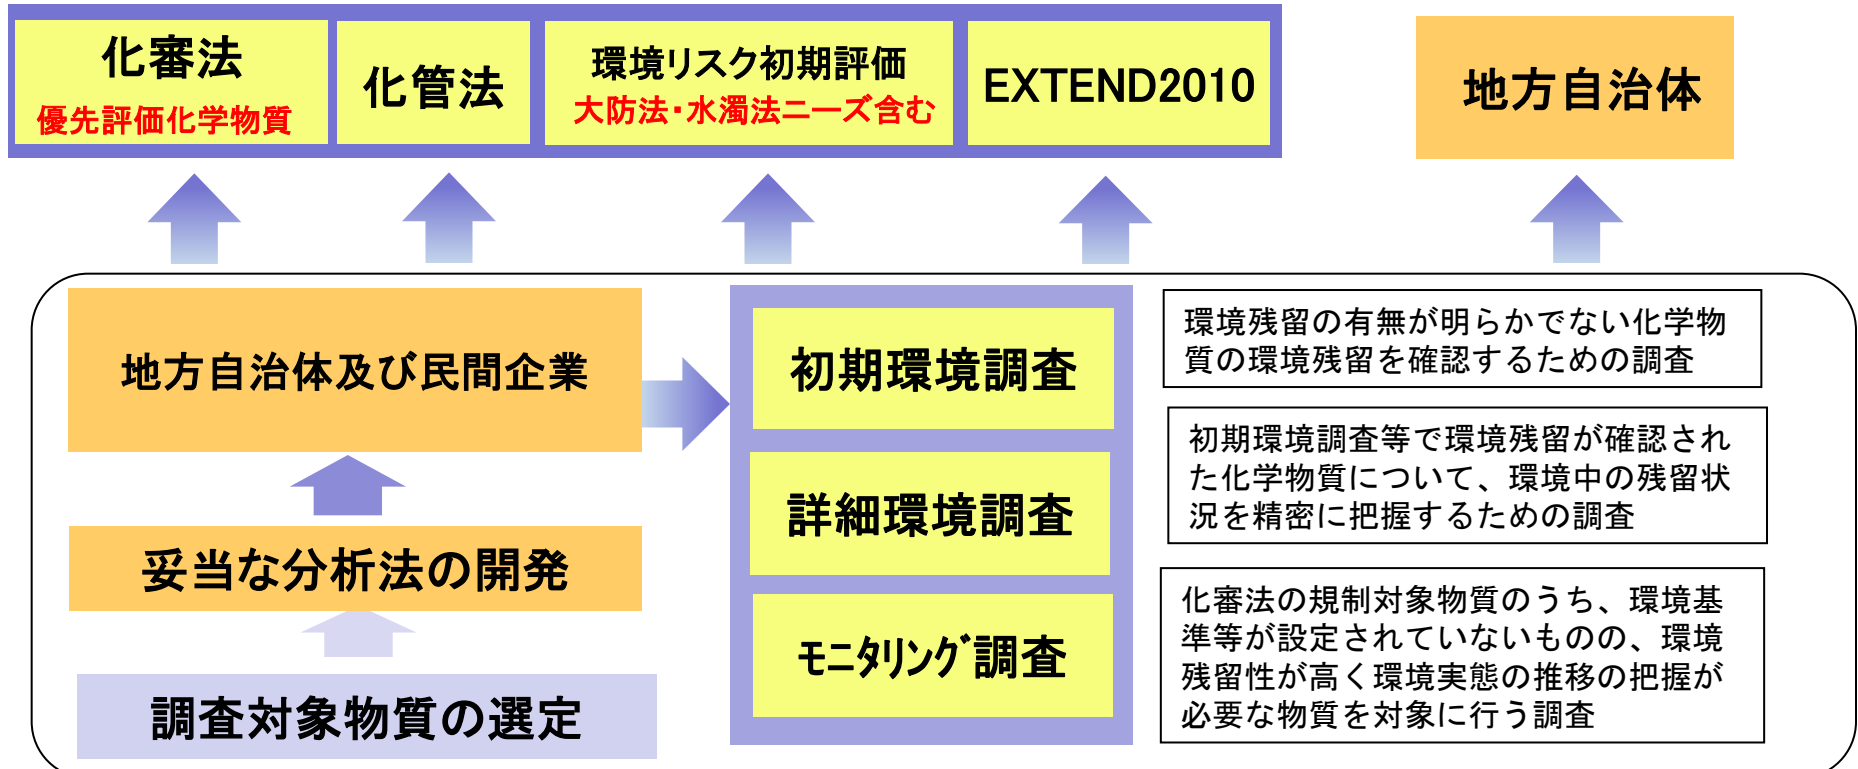 化審法
優先評価化学物質
化管法
環境リスク初期評価
大防法・水濁法ニーズ含む
EXTEND2010
地方自治体
地方自治体及び民間企業
妥当な分析法の開発
調査対象物質の選定
初期環境調査
詳細環境調査
ﾓﾆﾀﾘﾝｸﾞ調査
環境残留の有無が明らかでない化学物
質の環境残留を確認するための調査
初期環境調査等で環境残留が確認され
た化学物質について、環境中の残留状
況を精密に把握するための調査
化審法の規制対象物質のうち、環境基
準等が設定されていないものの、環境
残留性が高く環境実態の推移の把握が
必要な物質を対象に行う調査